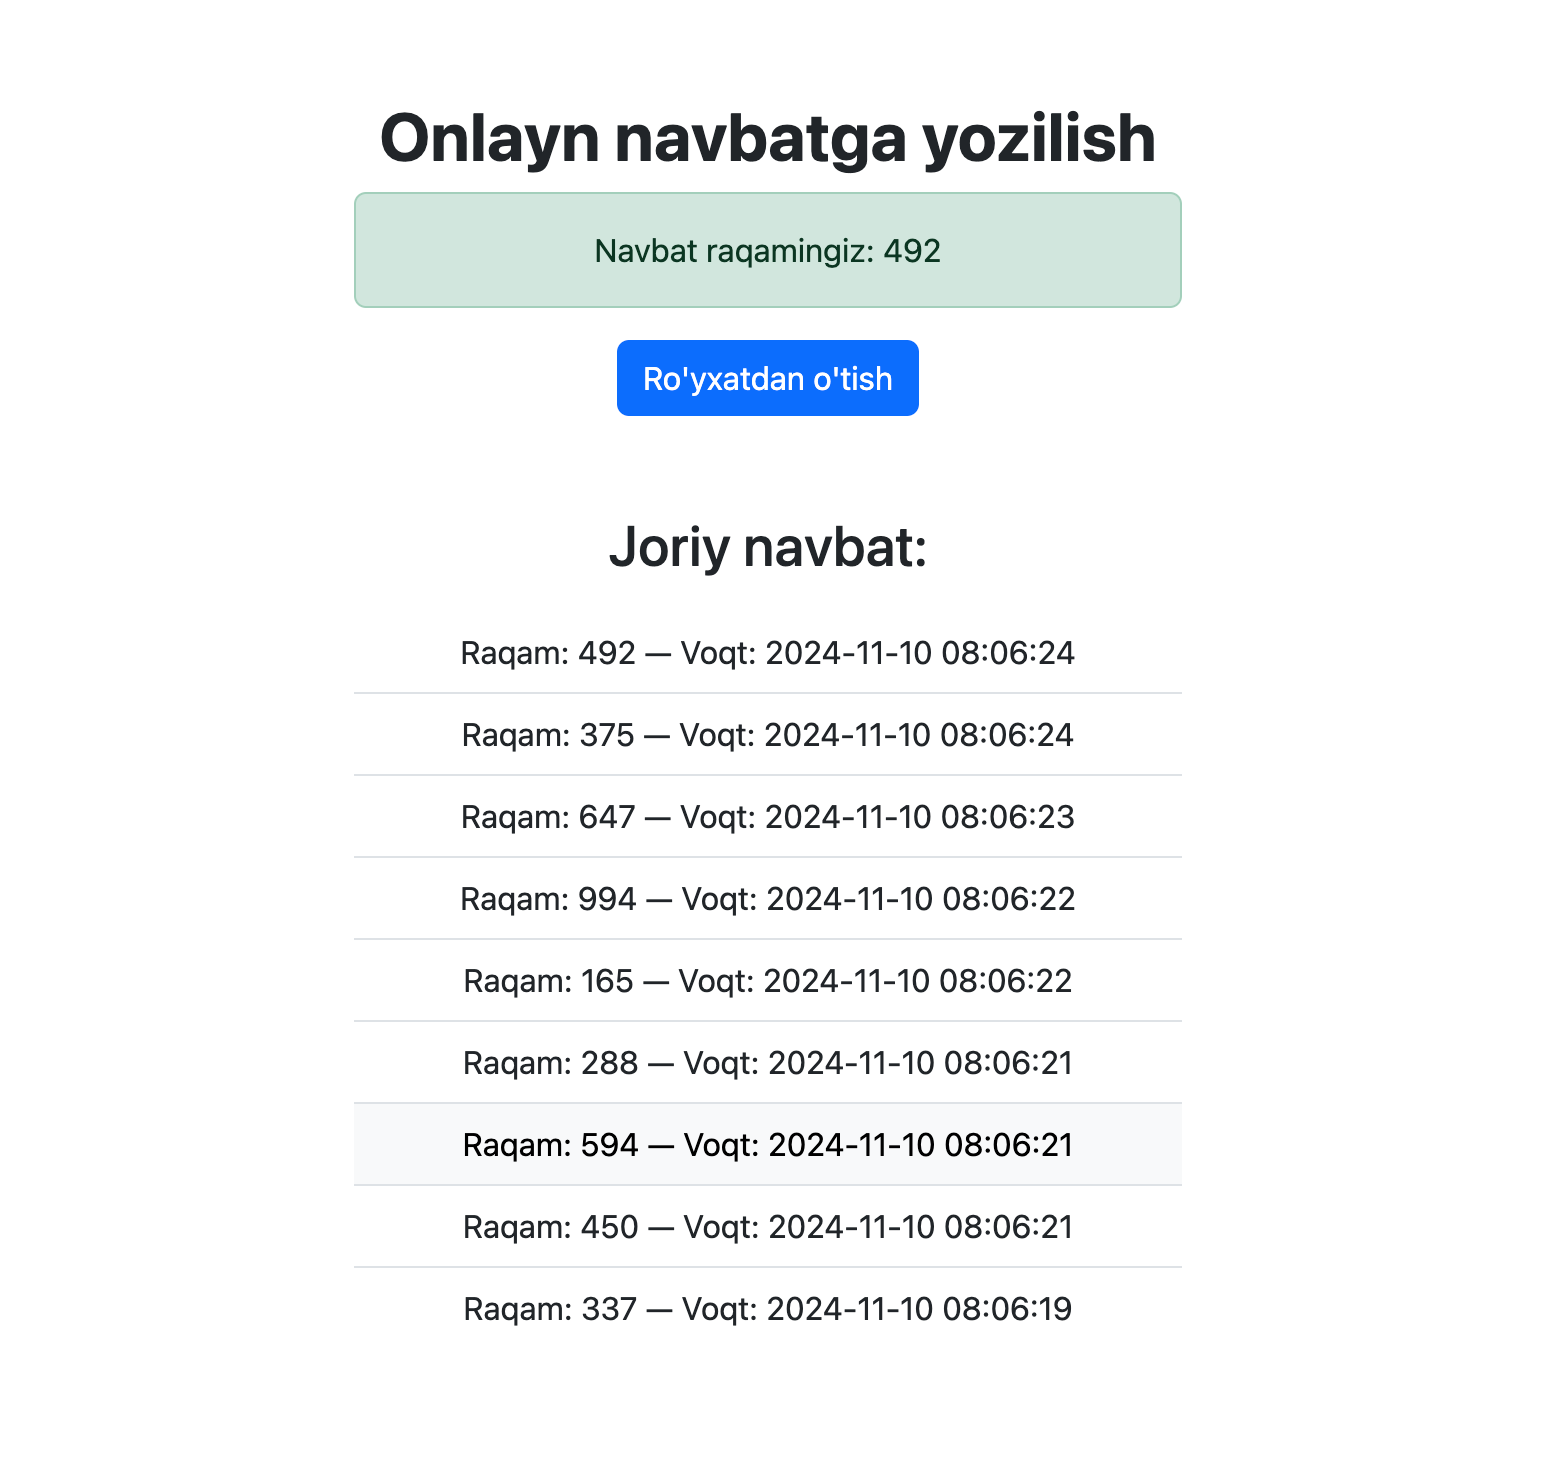 Onlayn navbatga yozilish
Navbat raqamingiz: 492
Ro'yxatdan o'tish
Joriy navbat:
Raqam: 492 — Voqt: 2024-11-10 08:06:24
Raqam: 375 — Voqt: 2024-11-10 08:06:24
Raqam: 647 — Voqt: 2024-11-10 08:06:23
Raqam: 994 — Voqt: 2024-11-10 08:06:22
Raqam: 165 — Voqt: 2024-11-10 08:06:22
Raqam: 288 — Voqt: 2024-11-10 08:06:21
Raqam: 594 — Voqt: 2024-11-10 08:06:21
Raqam: 450 — Voqt: 2024-11-10 08:06:21
Raqam: 337 — Voqt: 2024-11-10 08:06:19